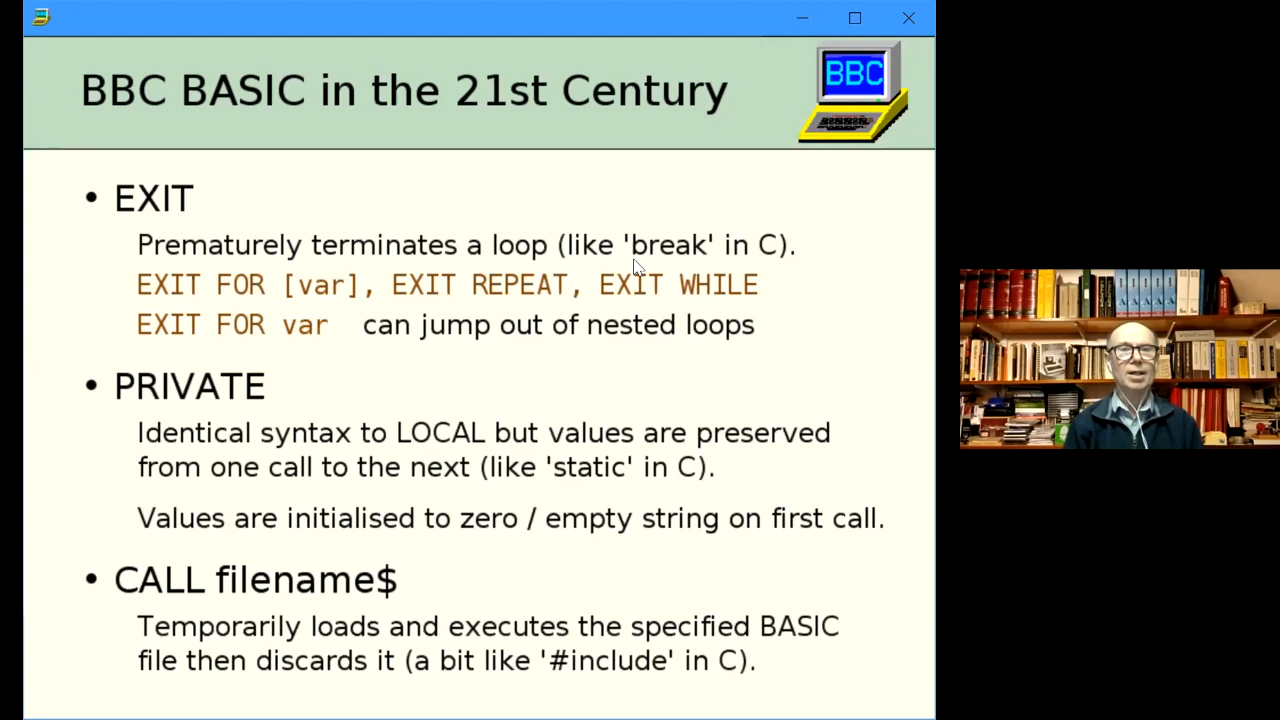 BBC BASIC in the 21st Century
BBC
• EXIT
Prematurely terminates a loop (like 'break' in C).
EXIT FOR [var], EXIT REPEAT, EXIT WHILE
EXIT FOR var can jump out of nested loops
• PRIVATE
Identical syntax to LOCAL but values are preserved
from one call to the next (like 'static' in C).
Values are initialised to zero / empty string on first call.
• CALL filename$
Temporarily loads and executes the specified BASIC
file then discards it (a bit like '#include' in C).